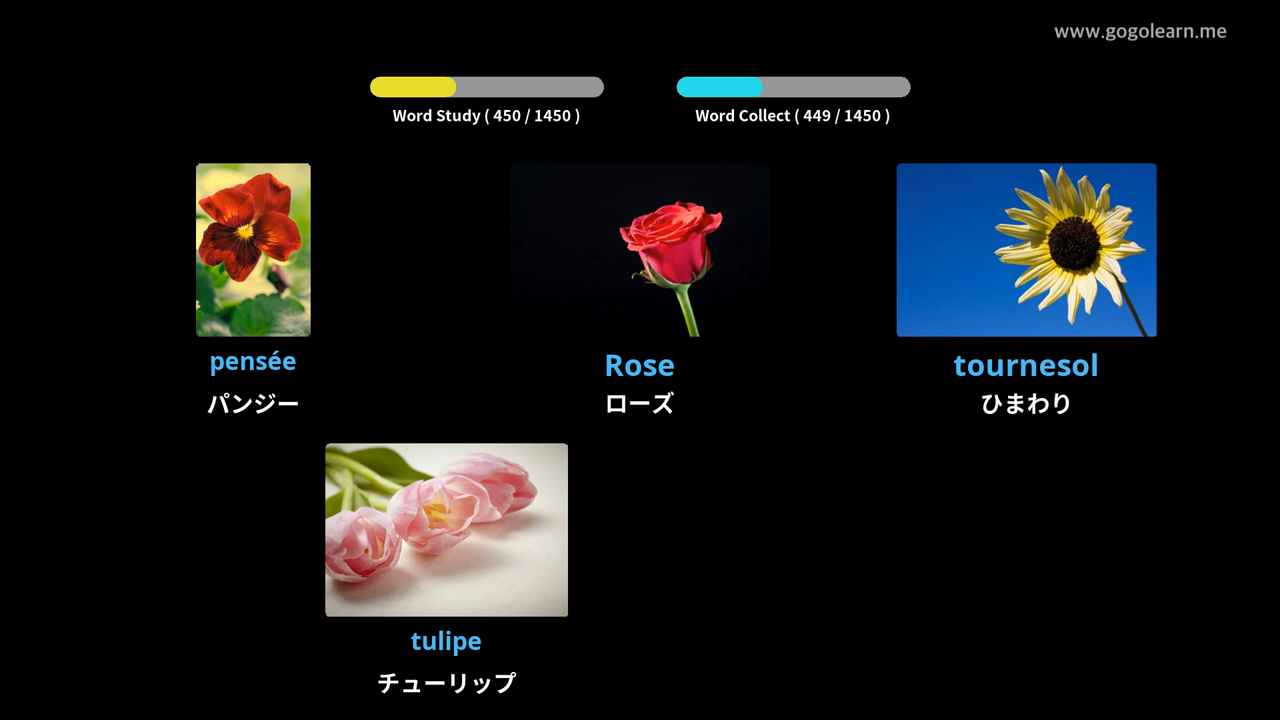 www.gogolearn.me
Word Study ( 450 / 1450 )
Word Collect ( 449 / 1450 )
pensée
パンジー
Rose
ローズ
tournesol
ひまわり
tulipe
チューリップ